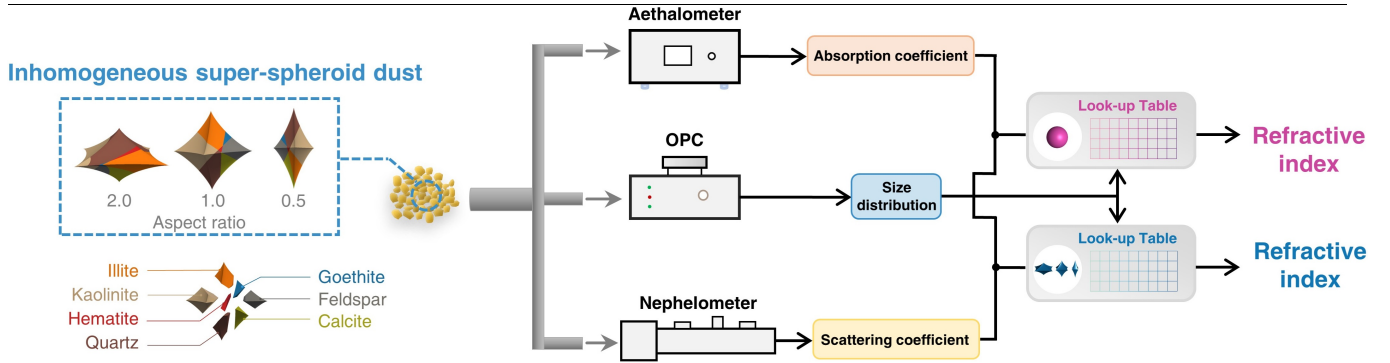 Inhomogeneous super-spheroid dust
2.0
1.0
0.5
Aspect ratio
Illite
Kaolinite
Hematite
Quartz
Goethite
Feldspar
Calcite
Aethalometer
OPC
Nephelometer
Absorption coefficient
Size
distribution
Scattering coefficient
Look-up Table
Look-up Table
Refractive
index
Refractive
index